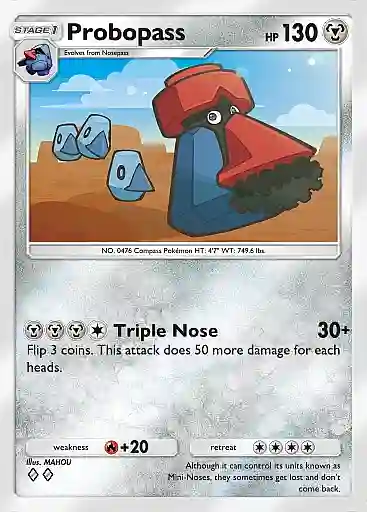 STAGE 1
Probopass
HP 130
Evolves from Nosepass
NO. 0476 Compass Pokémon HT: 4'7" WT: 749.6 lbs.
Triple Nose 30+
Flip 3 coins. This attack does 50 more damage for each
heads.
weakness +20
retreat
Illus. MAHOU
Although it can control its units known as
Mini-Noses, they sometimes get lost and don't
come back.